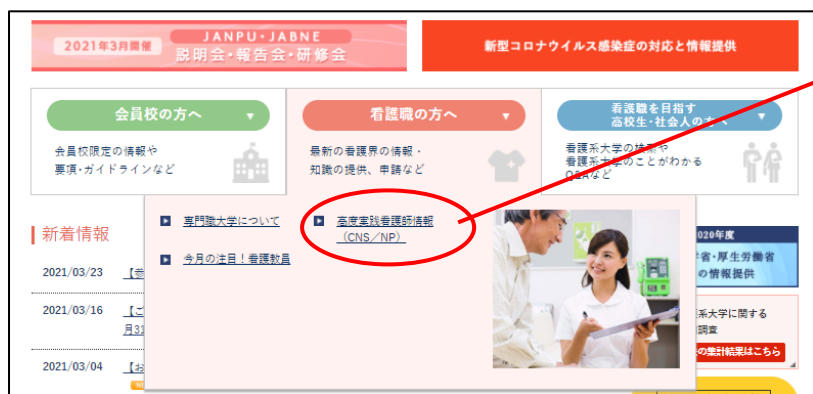 2021年3月開催
JANPU・JABNE
説明会・報告会・研修会
新型コロナウイルス感染症の対応と情報提供
会員校の方へ
会員校限定の情報や
要項・ガイドラインなど
看護職の方へ
最新の看護界の情報・
知識の提供、申請など
看護職を目指す
高校生・社会人の方へ
看護系大学の検索や
看護系大学のことがわかる
Q&Aなど
専門職大学について
高度実践看護師情報
(CNS/NP)
今月の注目！看護教員
新着情報
2021/03/23
2021/03/16
月31
2021/03/04
2020年度
省・厚生労働省
の情報提供
系大学に関する
調査
の集計結果はこちら